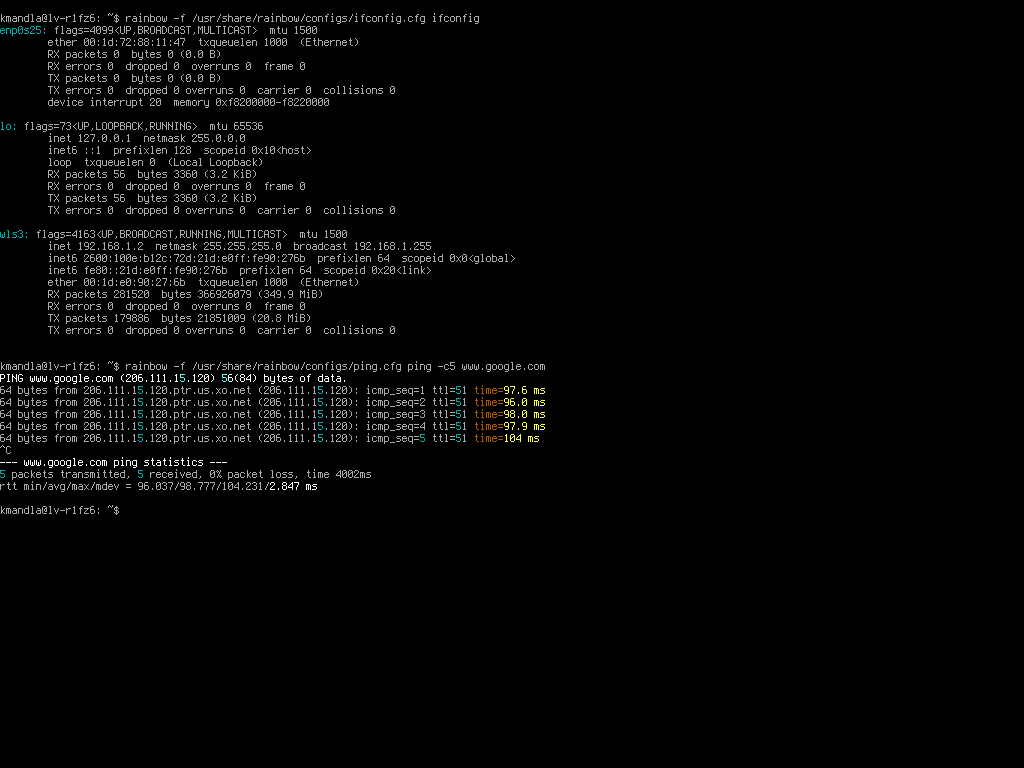 kmandla@lv-r1fz6: ~$ rainbow -f /usr/share/rainbow/configs/ifconfig.cfg ifconfig
enp0s25: flags=4099<UP,BROADCAST,MULTICAST>  mtu 1500
        ether 00:1d:72:88:11:47  txqueuelen 1000  (Ethernet)
        RX packets 0  bytes 0 (0.0 B)
        RX errors 0  dropped 0  overruns 0  frame 0
        TX packets 0  bytes 0 (0.0 B)
        TX errors 0  dropped 0 overruns 0  carrier 0  collisions 0
        device interrupt 20  memory 0xf8200000-f8220000

lo: flags=73<UP,LOOPBACK,RUNNING>  mtu 65536
        inet 127.0.0.1  netmask 255.0.0.0
        inet6 ::1  prefixlen 128  scopeid 0x10<host>
        loop  txqueuelen 0  (Local Loopback)
        RX packets 56  bytes 3360 (3.2 KiB)
        RX errors 0  dropped 0  overruns 0  frame 0
        TX packets 56  bytes 3360 (3.2 KiB)
        TX errors 0  dropped 0 overruns 0  carrier 0  collisions 0

wls3: flags=4163<UP,BROADCAST,RUNNING,MULTICAST>  mtu 1500
        inet 192.168.1.2  netmask 255.255.255.0  broadcast 192.168.1.255
        inet6 2600:100e:b12c:72d:21d:e0ff:fe90:276b  prefixlen 64  scopeid 0x0<global>
        inet6 fe80::21d:e0ff:fe90:276b  prefixlen 64  scopeid 0x20<link>
        ether 00:1d:e0:90:27:6b  txqueuelen 1000  (Ethernet)
        RX packets 281520  bytes 366926079 (349.9 MiB)
        RX errors 0  dropped 0  overruns 0  frame 0
        TX packets 179886  bytes 21851009 (20.8 MiB)
        TX errors 0  dropped 0 overruns 0  carrier 0  collisions 0

kmandla@lv-r1fz6: ~$ rainbow -f /usr/share/rainbow/configs/ping.cfg ping -c5 www.google.com
PING www.google.com (206.111.15.120) 56(84) bytes of data.
64 bytes from 206.111.15.120.ptr.us.xo.net (206.111.15.120): icmp_seq=1 ttl=51 time=97.6 ms
64 bytes from 206.111.15.120.ptr.us.xo.net (206.111.15.120): icmp_seq=2 ttl=51 time=96.0 ms
64 bytes from 206.111.15.120.ptr.us.xo.net (206.111.15.120): icmp_seq=3 ttl=51 time=98.0 ms
64 bytes from 206.111.15.120.ptr.us.xo.net (206.111.15.120): icmp_seq=4 ttl=51 time=97.9 ms
64 bytes from 206.111.15.120.ptr.us.xo.net (206.111.15.120): icmp_seq=5 ttl=51 time=104 ms
^C
--- www.google.com ping statistics ---
5 packets transmitted, 5 received, 0% packet loss, time 4002ms
rtt min/avg/max/mdev = 96.037/98.777/104.231/2.847 ms

kmandla@lv-r1fz6: ~$